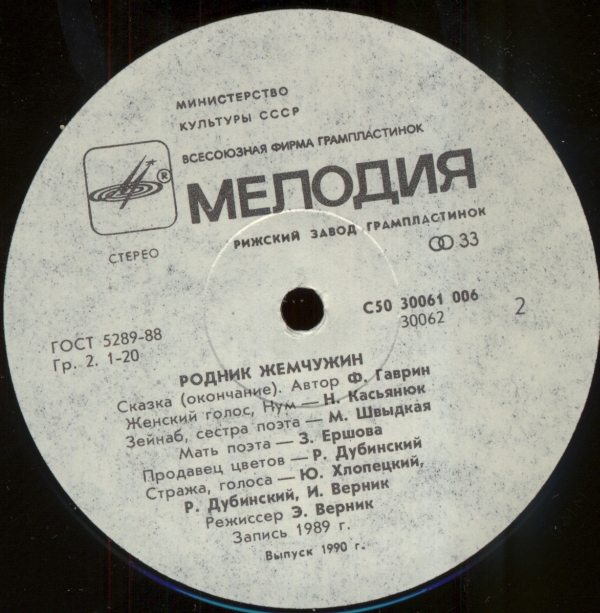 МИНИСТЕРСТВО
КУЛЬТУРЫ СССР
ВСЕСОЮЗНАЯ ФИРМА ГРАМПЛАСТИНОК
®
МЕЛОДИЯ
РИЖСКИЙ ЗАВОД ГРАМПЛАСТИНОК
СТЕРЕО
33
ГОСТ 5289-88
Гр. 2. 1-20
С50 30061 006
30062
2
РОДНИК ЖЕМЧУЖИН
Сказка (окончание). Автор Ф. Гаврин
Женский голос, Нум — Н. Касьянюк
Зейнаб, сестра поэта — М. Швыдкая
Мать поэта — З. Ершова
Продавец цветов — Р. Дубинский
Стража, голоса — Ю. Хлопецкий,
Р. Дубинский, И. Верник
Режиссер Э. Верник
Запись 1989 г.
Выпуск 1990 г.